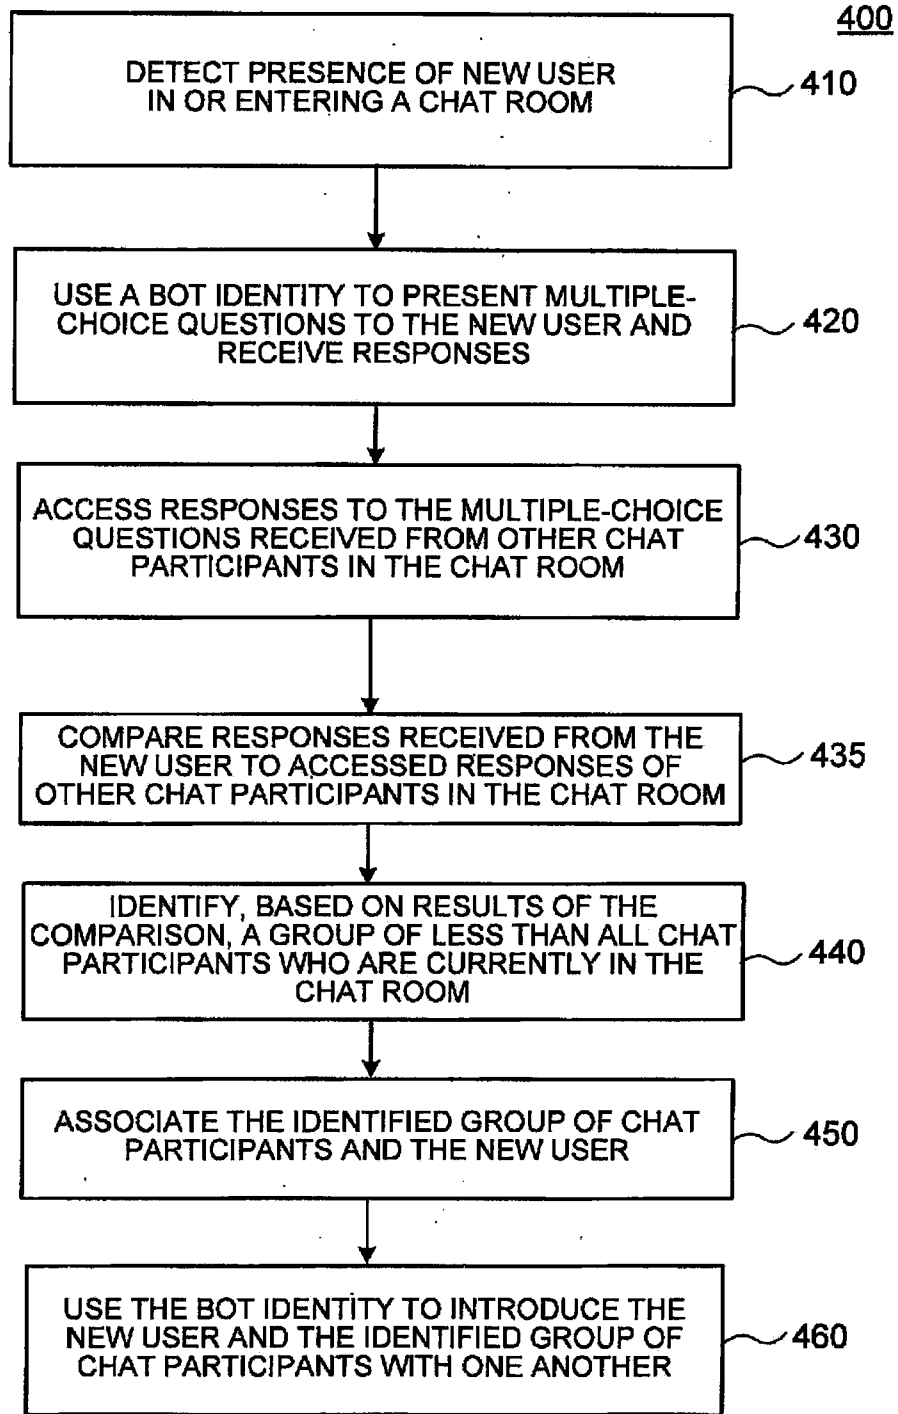 400
DETECT PRESENCE OF NEW USER
IN OR ENTERING A CHAT ROOM
410
USE A BOT IDENTITY TO PRESENT MULTIPLE-
CHOICE QUESTIONS TO THE NEW USER AND
RECEIVE RESPONSES
420
ACCESS RESPONSES TO THE MULTIPLE-CHOICE
QUESTIONS RECEIVED FROM OTHER CHAT
PARTICIPANTS IN THE CHAT ROOM
430
COMPARE RESPONSES RECEIVED FROM THE
NEW USER TO ACCESSED RESPONSES OF
OTHER CHAT PARTICIPANTS IN THE CHAT ROOM
435
IDENTIFY, BASED ON RESULTS OF THE
COMPARISON, A GROUP OF LESS THAN ALL CHAT
PARTICIPANTS WHO ARE CURRENTLY IN THE
CHAT ROOM
440
ASSOCIATE THE IDENTIFIED GROUP OF CHAT
PARTICIPANTS AND THE NEW USER
450
USE THE BOT IDENTITY TO INTRODUCE THE
NEW USER AND THE IDENTIFIED GROUP OF
CHAT PARTICIPANTS WITH ONE ANOTHER
460